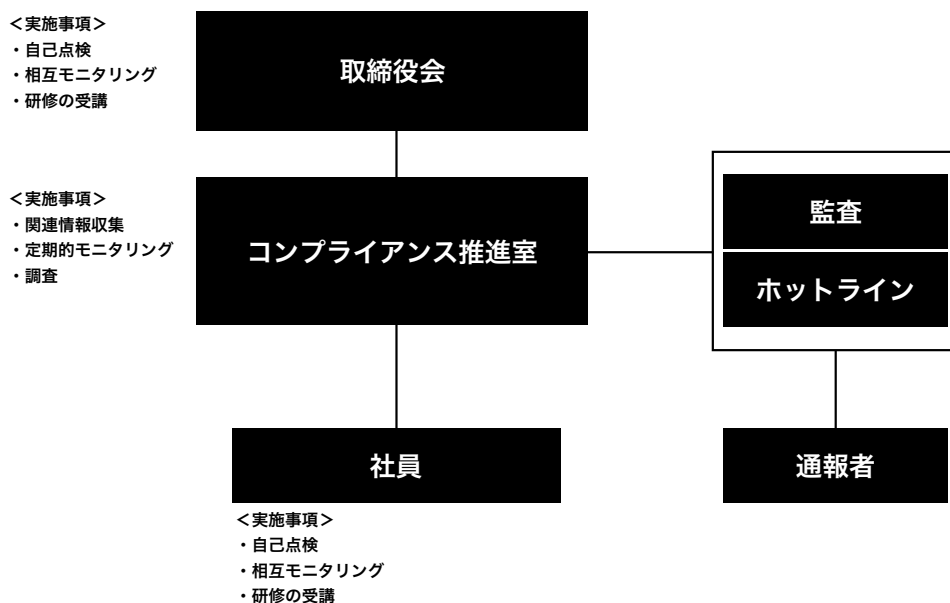 ＜実施事項＞
・自己点検
・相互モニタリング
・研修の受講
取締役会
＜実施事項＞
・関連情報収集
・定期的モニタリング
・調査
コンプライアンス推進室
監査
ホットライン
社員
通報者
＜実施事項＞
・自己点検
・相互モニタリング
・研修の受講